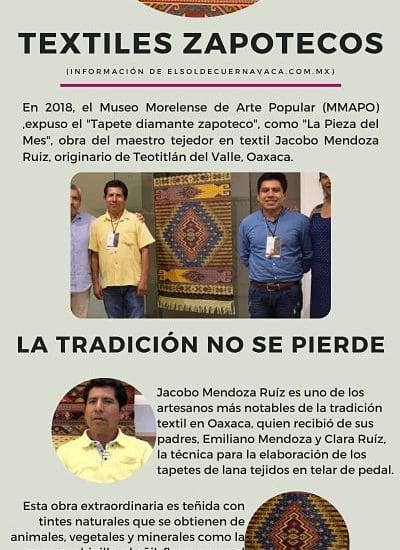 TEXTILES ZAPOTECOS
(INFORMACIÓN DE ELSOLDECUERNAVACA.COM.MX)
En 2018, el Museo Morelense de Arte Popular (MMAPO)
,expuso el "Tapete diamante zapoteco", como "La Pieza del
Mes", obra del maestro tejedor en textil Jacobo Mendoza
Ruiz, originario de Teotitlán del Valle, Oaxaca.
LA TRADICIÓN NO SE PIERDE
Jacobo Mendoza Ruíz es uno de los
artesanos más notables de la tradición
textil en Oaxaca, quien recibió de sus
padres, Emiliano Mendoza y Clara Ruíz,
la técnica para la elaboración de los
tapetes de lana tejidos en telar de pedal.
Esta obra extraordinaria es teñida con
tintes naturales que se obtienen de
animales, vegetales y minerales como la